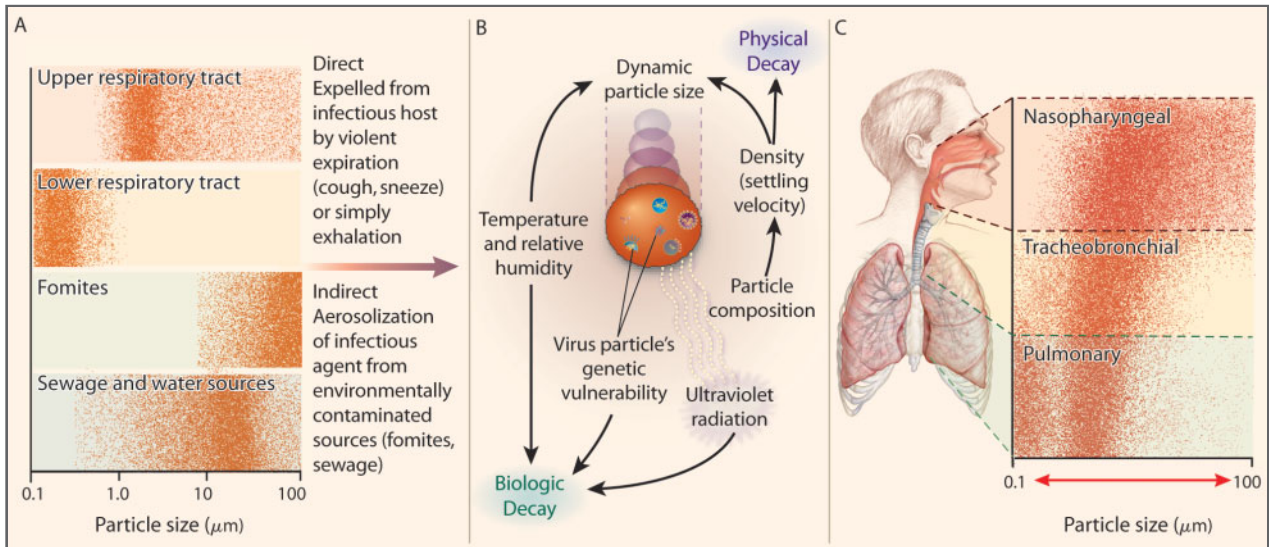 A
Upper respiratory tract
Lower respiratory tract
Fomites
Sewage and water sources
0.1
1.0
10
100
Particle size (μm)
Direct
Expelled from
infectious host
by violent
expiration
(cough, sneeze)
or simply
exhalation
Indirect
Aerosolization
of infectious
agent from
environmentally
contaminated
sources (fomites,
sewage)
B
Physical
Decay
Dynamic
particle size
Density
(settling
velocity)
Temperature
and relative
humidity
Particle
composition
Virus particle's
genetic
vulnerability
Ultraviolet
radiation
Biologic
Decay
C
Nasopharyngeal
Tracheobronchial
Pulmonary
0.1
100
Particle size (μm)